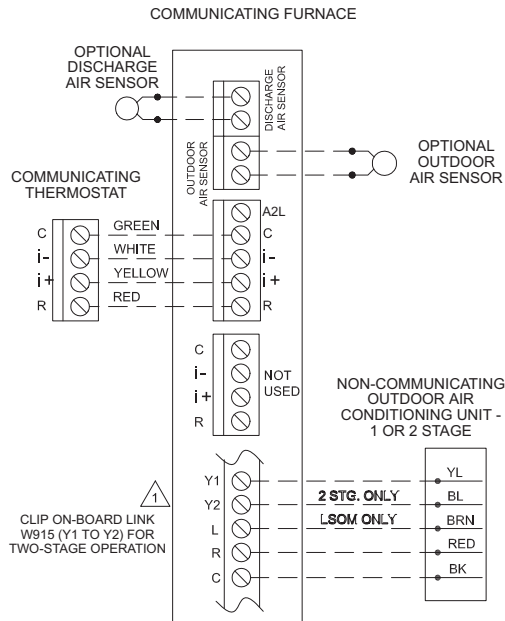 COMMUNICATING FURNACE
OPTIONAL
DISCHARGE
AIR SENSOR
DISCHARGE
AIR SENSOR
OUTDOOR
AIR SENSOR
OPTIONAL
OUTDOOR
AIR SENSOR
COMMUNICATING
THERMOSTAT
A2L
C GREEN C
i- WHITE i-
i+ YELLOW i+
R RED R
C
i-
i+
R
NOT
USED
NON-COMMUNICATING
OUTDOOR AIR
CONDITIONING UNIT -
1 OR 2 STAGE
1
CLIP ON-BOARD LINK
W915 (Y1 TO Y2) FOR
TWO-STAGE OPERATION
Y1 YL
Y2 2 STG. ONLY BL
L LSOM ONLY BRN
R RED
C BK